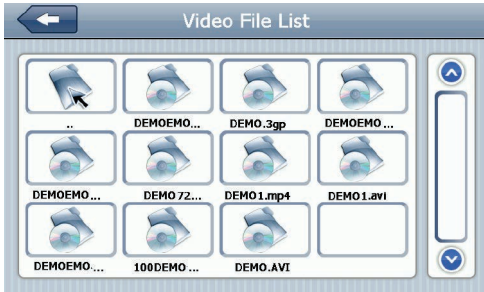 Video File List
..
DEMOEMO...
DEMO.3gp
DEMOEMO ...
DEMOEMO ...
DEMO 72...
DEMO1.mp4
DEMO1.avi
DEMOEMO....
100DEMO ...
DEMO.AVI